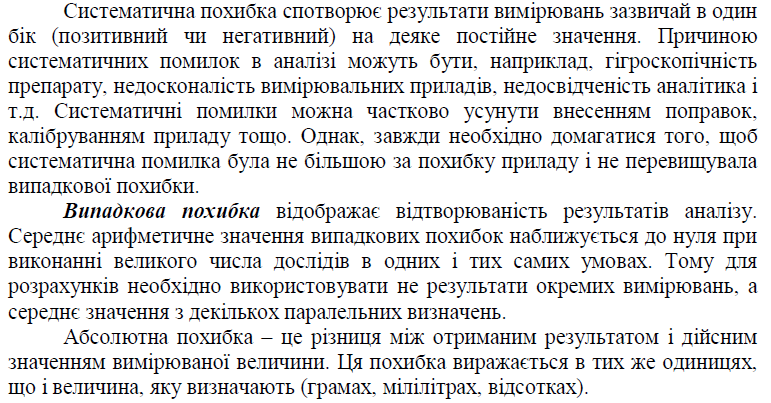 Систематична похибка спотворює результати вимірювань зазвичай в один
бік (позитивний чи негативний) на деяке постійне значення. Причиною
систематичних помилок в аналізі можуть бути, наприклад, гігроскопічність
препарату, недосконалість вимірювальних приладів, недосвідченість аналітика і
т.д. Систематичні помилки можна частково усунути внесенням поправок,
калібруванням приладу тощо. Однак, завжди необхідно домагатися того, щоб
систематична помилка була не більшою за похибку приладу і не перевищувала
випадкової похибки.
Випадкова похибка відображає відтворюваність результатів аналізу.
Середнє арифметичне значення випадкових похибок наближується до нуля при
виконанні великого числа дослідів в одних і тих самих умовах. Тому для
розрахунків необхідно використовувати не результати окремих вимірювань, а
середнє значення з декількох паралельних визначень.
Абсолютна похибка – це різниця між отриманим результатом і дійсним
значенням вимірюваної величини. Ця похибка виражається в тих же одиницях,
що і величина, яку визначають (грамах, мілілітрах, відсотках).